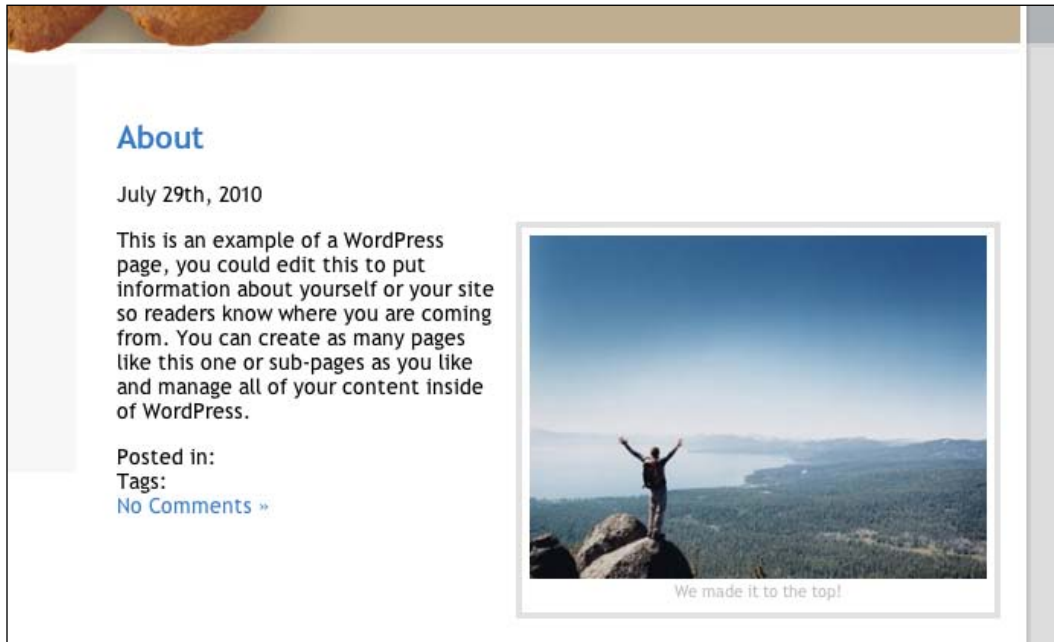 About
July 29th, 2010
This is an example of a WordPress
page, you could edit this to put
information about yourself or your site
so readers know where you are coming
from. You can create as many pages
like this one or sub-pages as you like
and manage all of your content inside
of WordPress.
Posted in:
Tags:
No Comments »
We made it to the top!